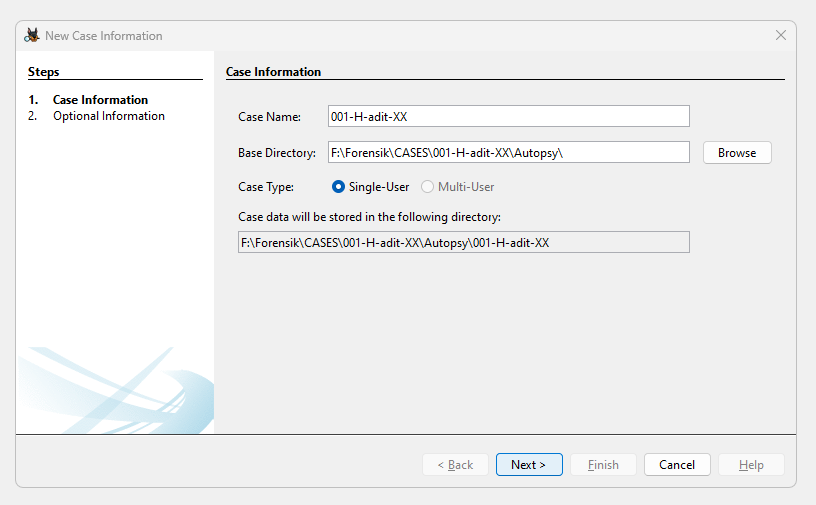 New Case Information
Steps
1. Case Information
2. Optional Information
Case Information
Case Name: 001-H-adit-XX
Base Directory: F:\Forensik\CASES\001-H-adit-XX\Autopsy\ Browse
Case Type: Single-User Multi-User
Case data will be stored in the following directory:
F:\Forensik\CASES\001-H-adit-XX\Autopsy\001-H-adit-XX
< Back Next > Finish Cancel Help